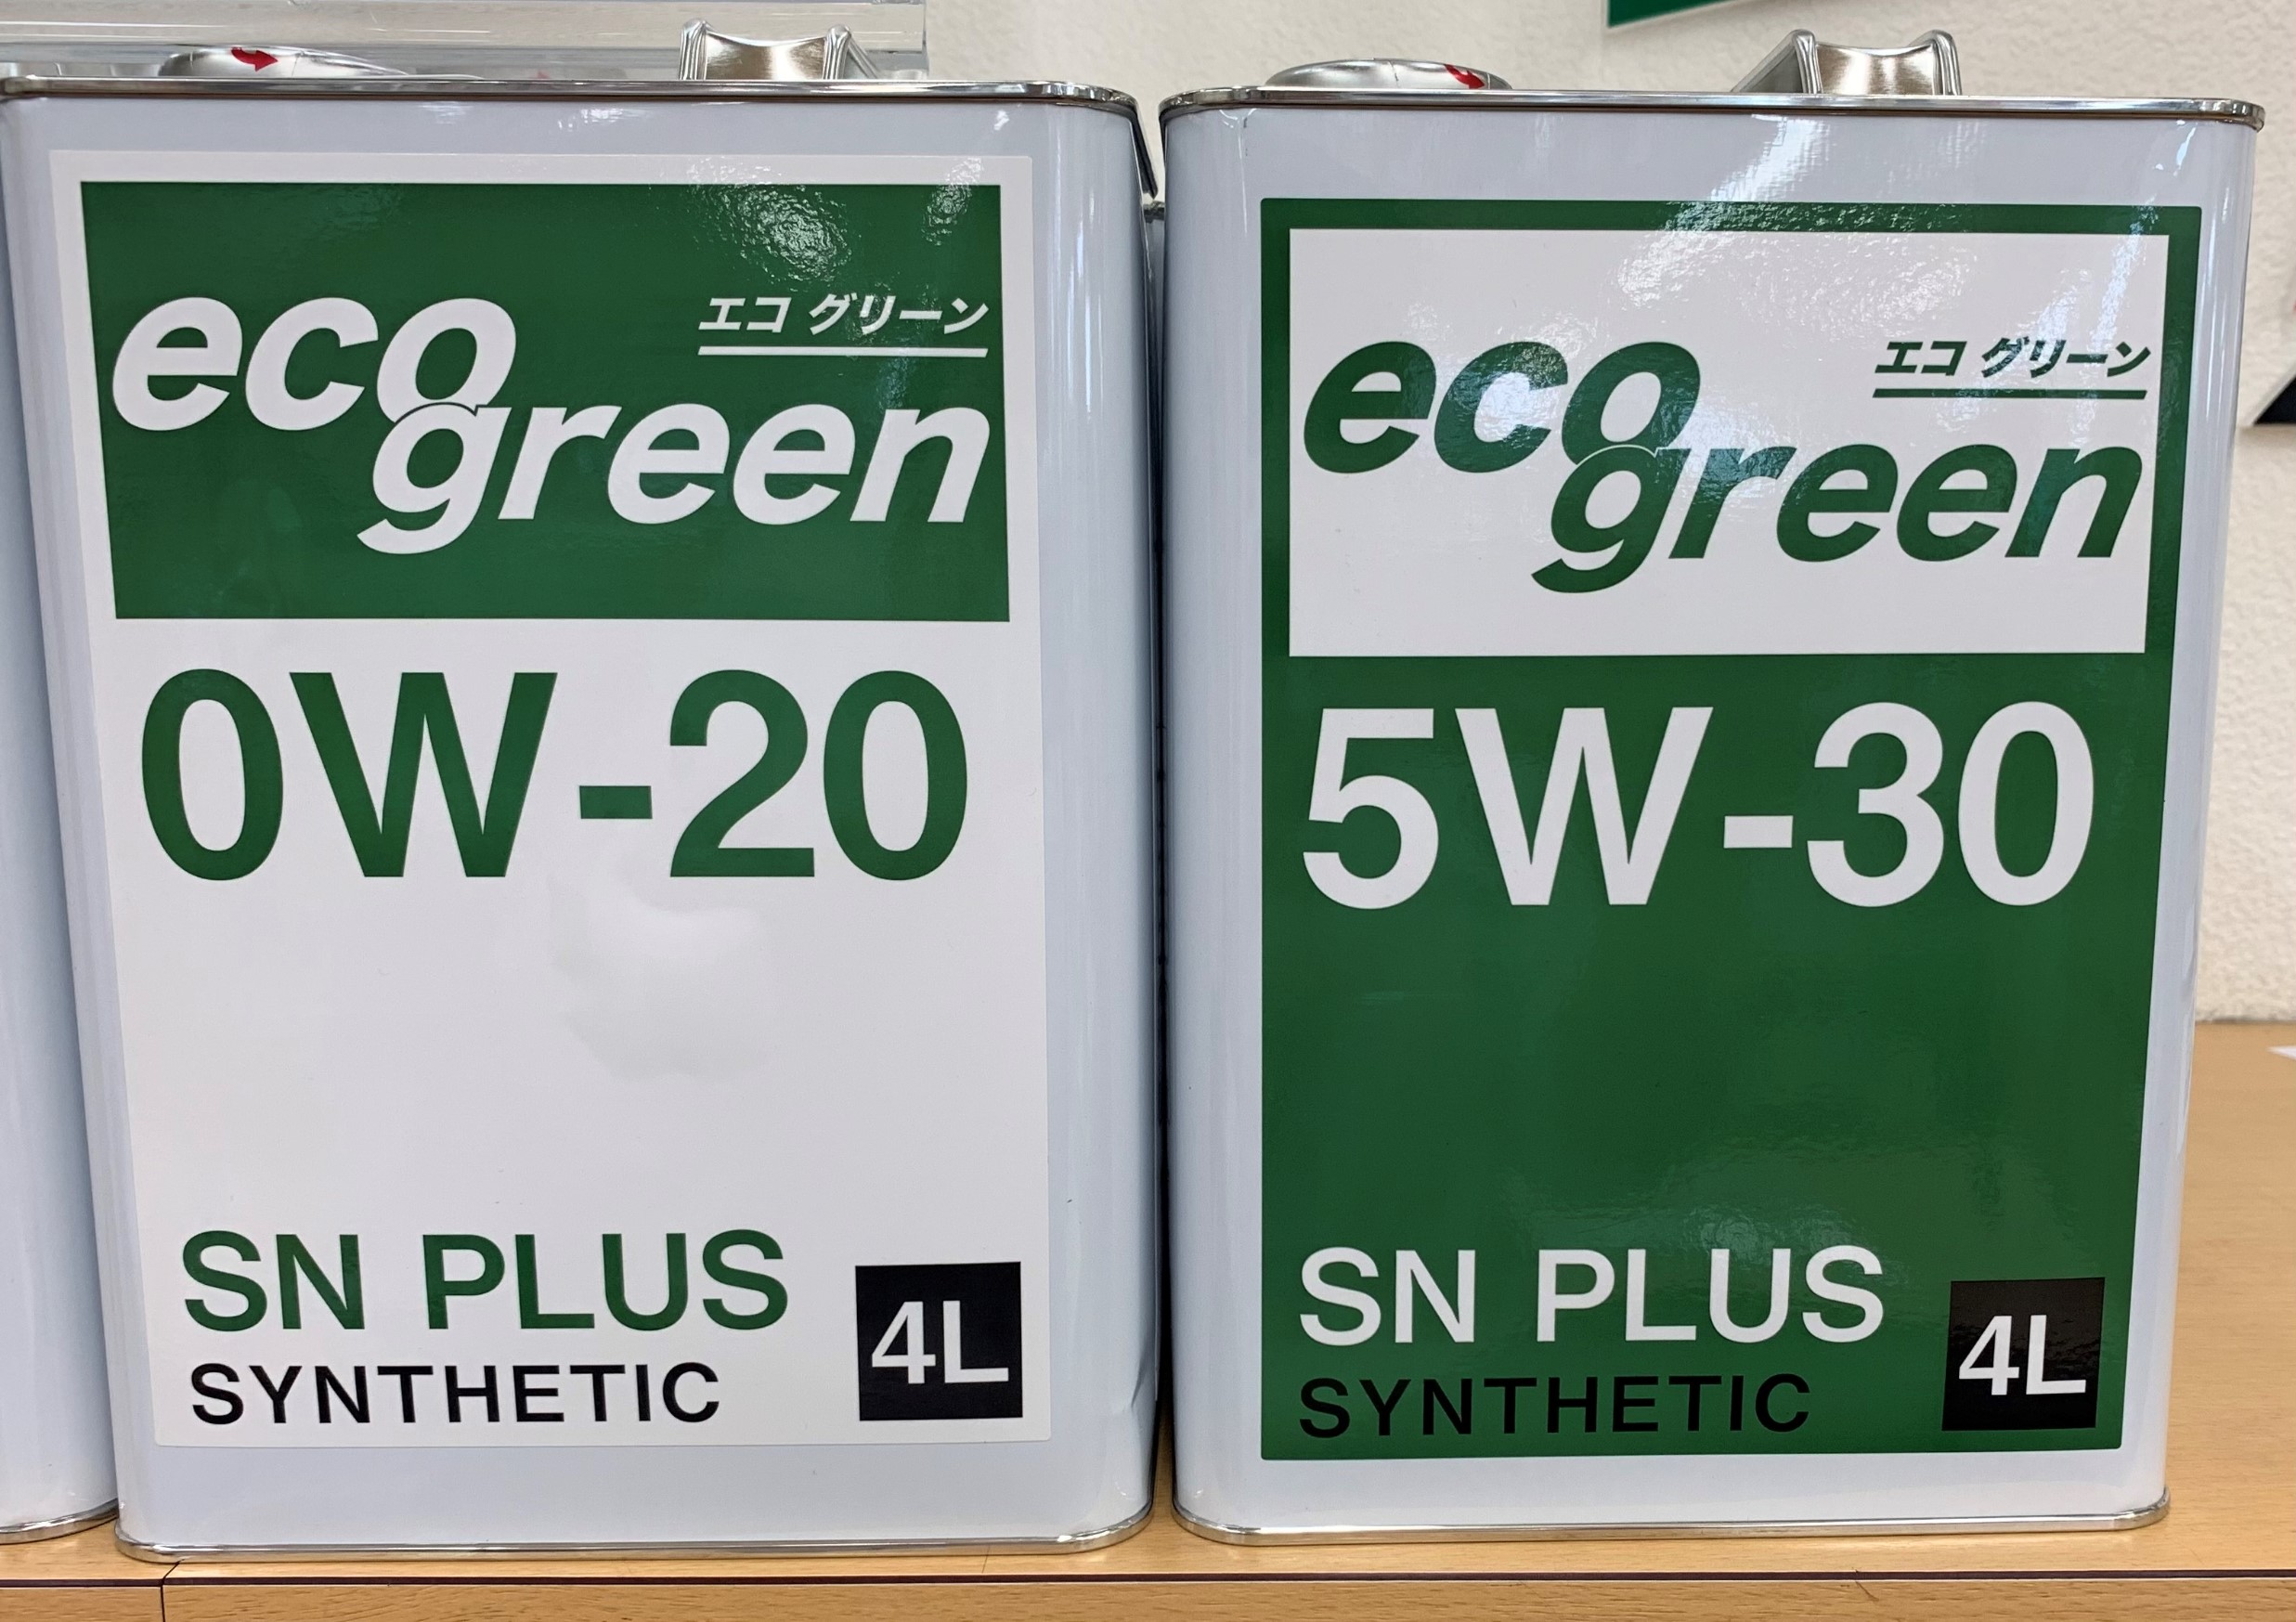 eco
エコ グリーン
green
0W-20
SN PLUS
SYNTHETIC
4L
eco
エコ グリーン
green
5W-30
SN PLUS
SYNTHETIC
4L